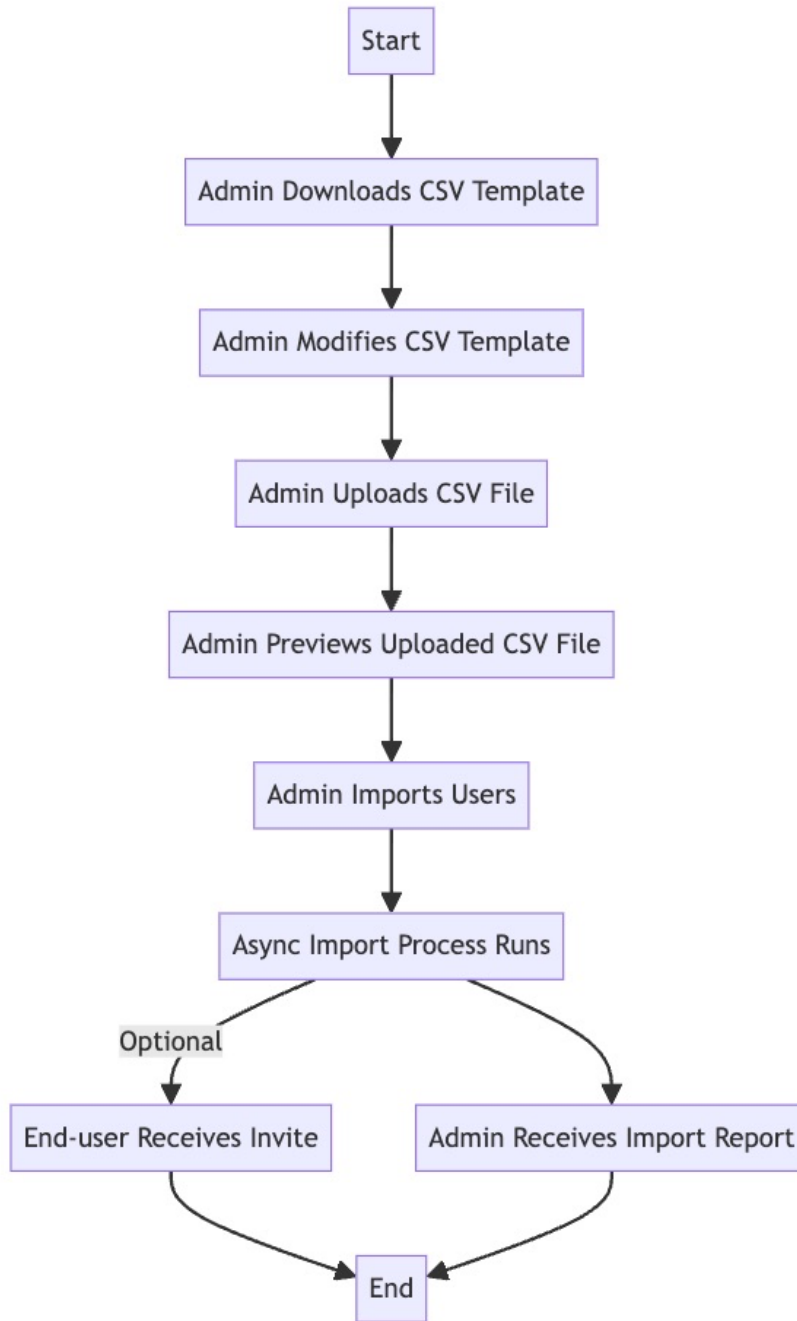 Start
Admin Downloads CSV Template
Admin Modifies CSV Template
Admin Uploads CSV File
Admin Previews Uploaded CSV File
Admin Imports Users
Async Import Process Runs
Optional
End-user Receives Invite
Admin Receives Import Report
End